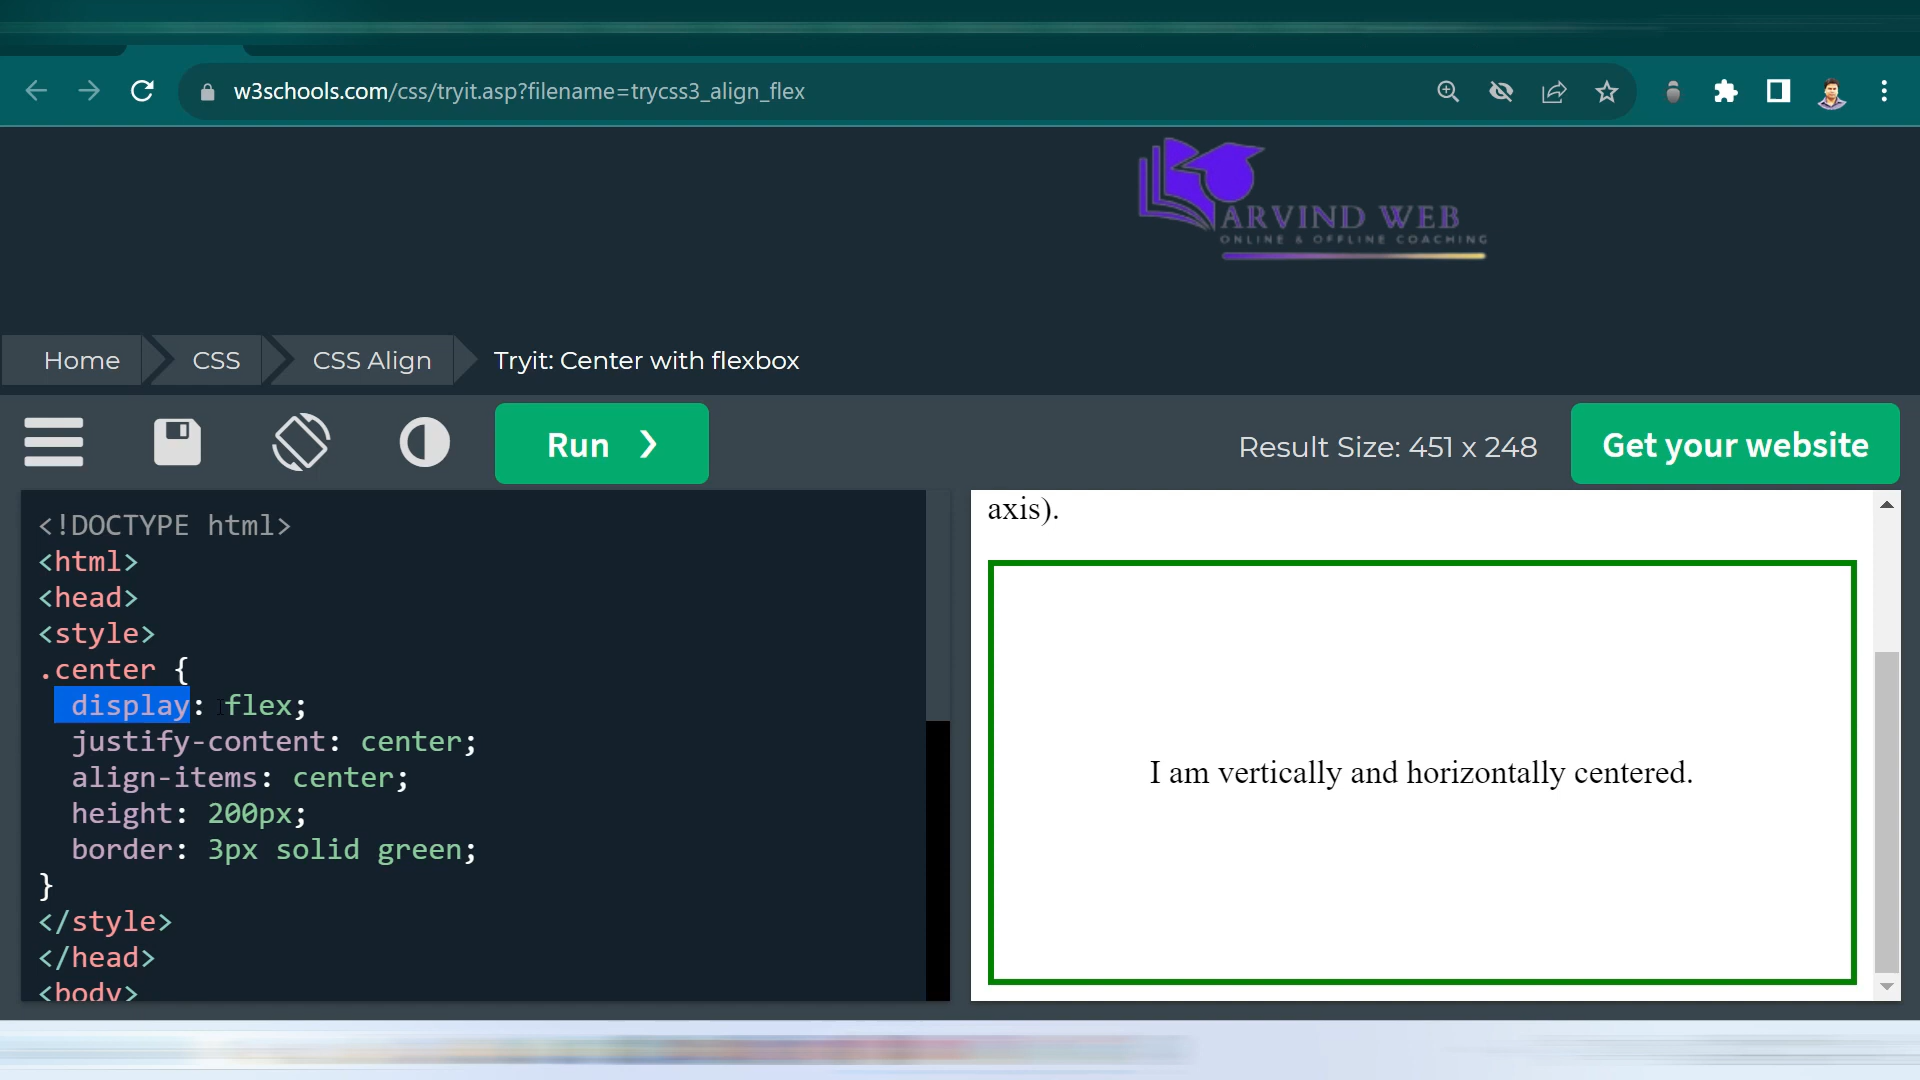 w3schools.com/css/tryit.asp?filename=trycss3_align_flex
ARVIND WEB
ONLINE & OFFLINE COACHING
Home
CSS
CSS Align
Tryit: Center with flexbox
Run ❯
Result Size: 451 x 248
Get your website
<!DOCTYPE html>
<html>
<head>
<style>
.center {
display: flex;
justify-content: center;
align-items: center;
height: 200px;
border: 3px solid green;
}
</style>
</head>
<body>
axis).
I am vertically and horizontally centered.